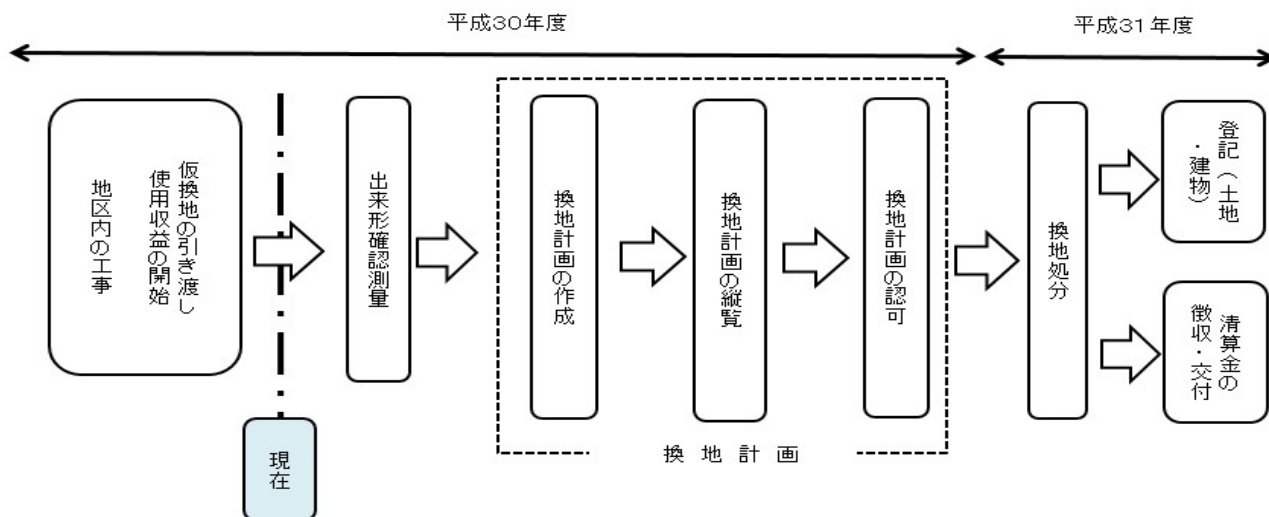 平成30年度
平成31年度
仮換地の引き渡し
使用収益の開始
地区内の工事
現在
出来形確認測量
換地計画の作成
換地計画の縦覧
換地計画の認可
換地計画
換地処分
登記（土地
・建物）
清算金の
徴収・交付